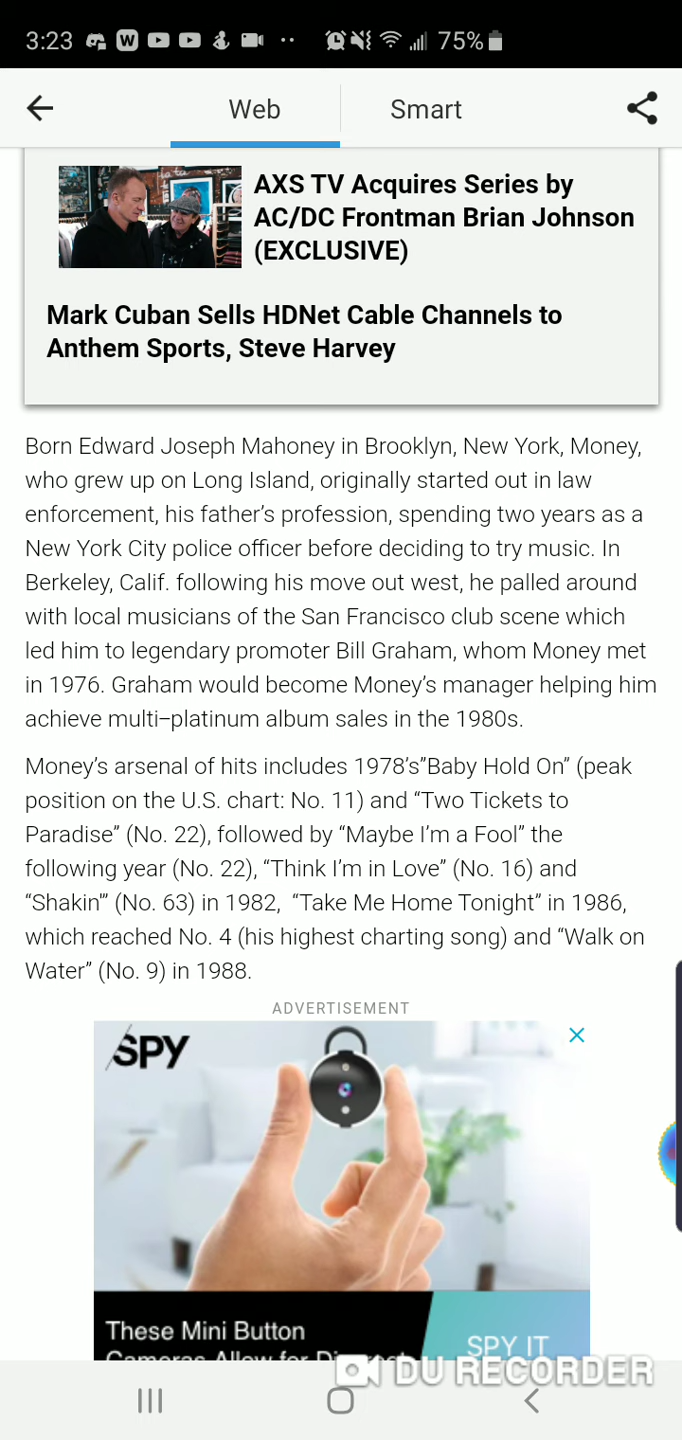 3:23 75%
Web Smart
AXS TV Acquires Series by
AC/DC Frontman Brian Johnson
(EXCLUSIVE)
Mark Cuban Sells HDNet Cable Channels to
Anthem Sports, Steve Harvey
Born Edward Joseph Mahoney in Brooklyn, New York, Money,
who grew up on Long Island, originally started out in law
enforcement, his father’s profession, spending two years as a
New York City police officer before deciding to try music. In
Berkeley, Calif. following his move out west, he palled around
with local musicians of the San Francisco club scene which
led him to legendary promoter Bill Graham, whom Money met
in 1976. Graham would become Money’s manager helping him
achieve multi–platinum album sales in the 1980s.
Money’s arsenal of hits includes 1978’s”Baby Hold On” (peak
position on the U.S. chart: No. 11) and “Two Tickets to
Paradise” (No. 22), followed by “Maybe I’m a Fool” the
following year (No. 22), “Think I’m in Love” (No. 16) and
“Shakin’” (No. 63) in 1982,  “Take Me Home Tonight” in 1986,
which reached No. 4 (his highest charting song) and “Walk on
Water” (No. 9) in 1988.
ADVERTISEMENT
SPY
These Mini Button
Cameras Allow for
SPY IT
DU RECORDER